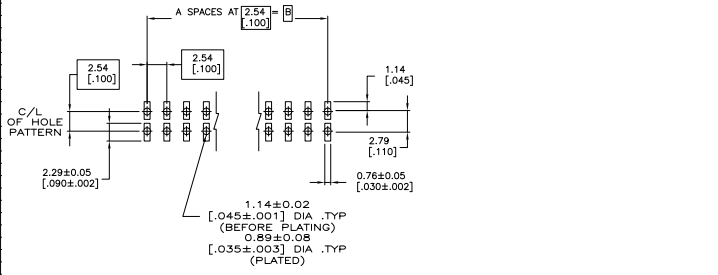 A SPACES AT 2.54 = B
[.100]
2.54
[.100]
2.54
[.100]
1.14
[.045]
C/L
OF HOLE
PATTERN
2.79
[.110]
2.29±0.05
[.090±.002]
0.76±0.05
[.030±.002]
1.14±0.02
[.045±.001] DIA .TYP
(BEFORE PLATING)
0.89±0.08
[.035±.003] DIA .TYP
(PLATED)